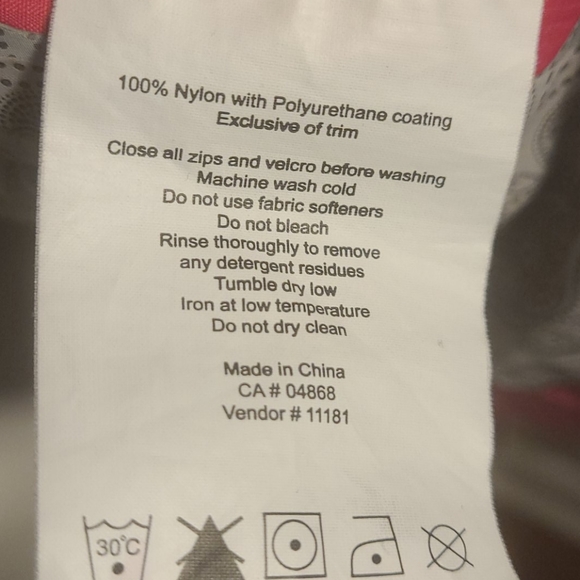 100% Nylon with Polyurethane coating
Exclusive of trim
Close all zips and velcro before washing
Machine wash cold
Do not use fabric softeners
Do not bleach
Rinse thoroughly to remove
any detergent residues
Tumble dry low
Iron at low temperature
Do not dry clean
Made in China
CA# 04868
Vendor # 11181
30°C